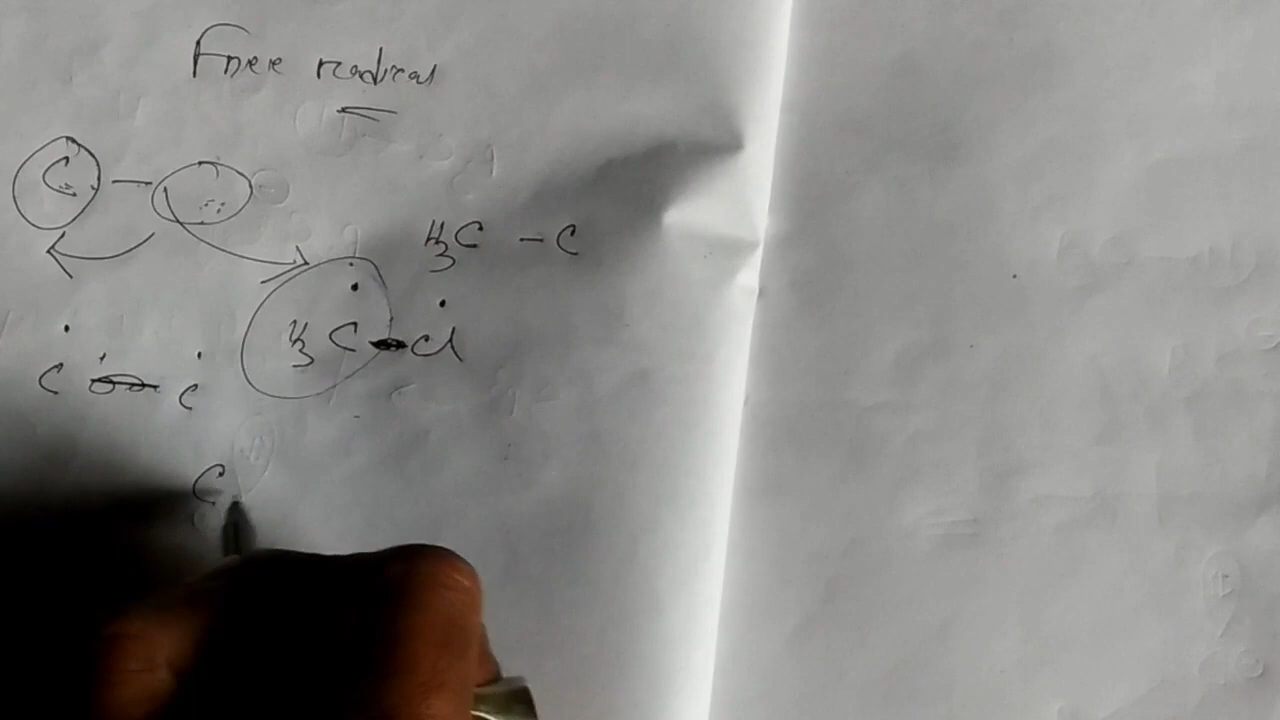 Free radical
C –
H3C – C
H3C – Cl
C – C
C